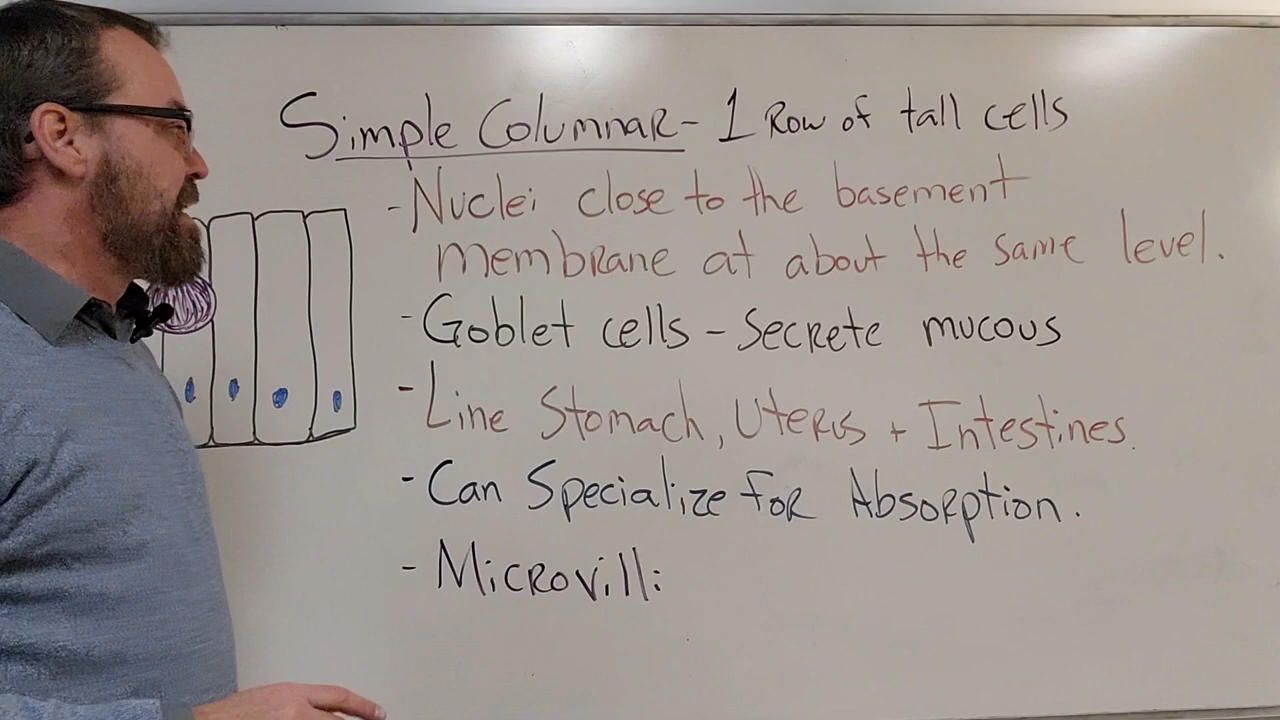 Simple Columnar - 1 Row of tall cells
- Nuclei close to the basement
membrane at about the same level.
- Goblet cells - Secrete mucous
- Line Stomach, Uterus + Intestines.
- Can Specialize for Absorption.
- Microvilli